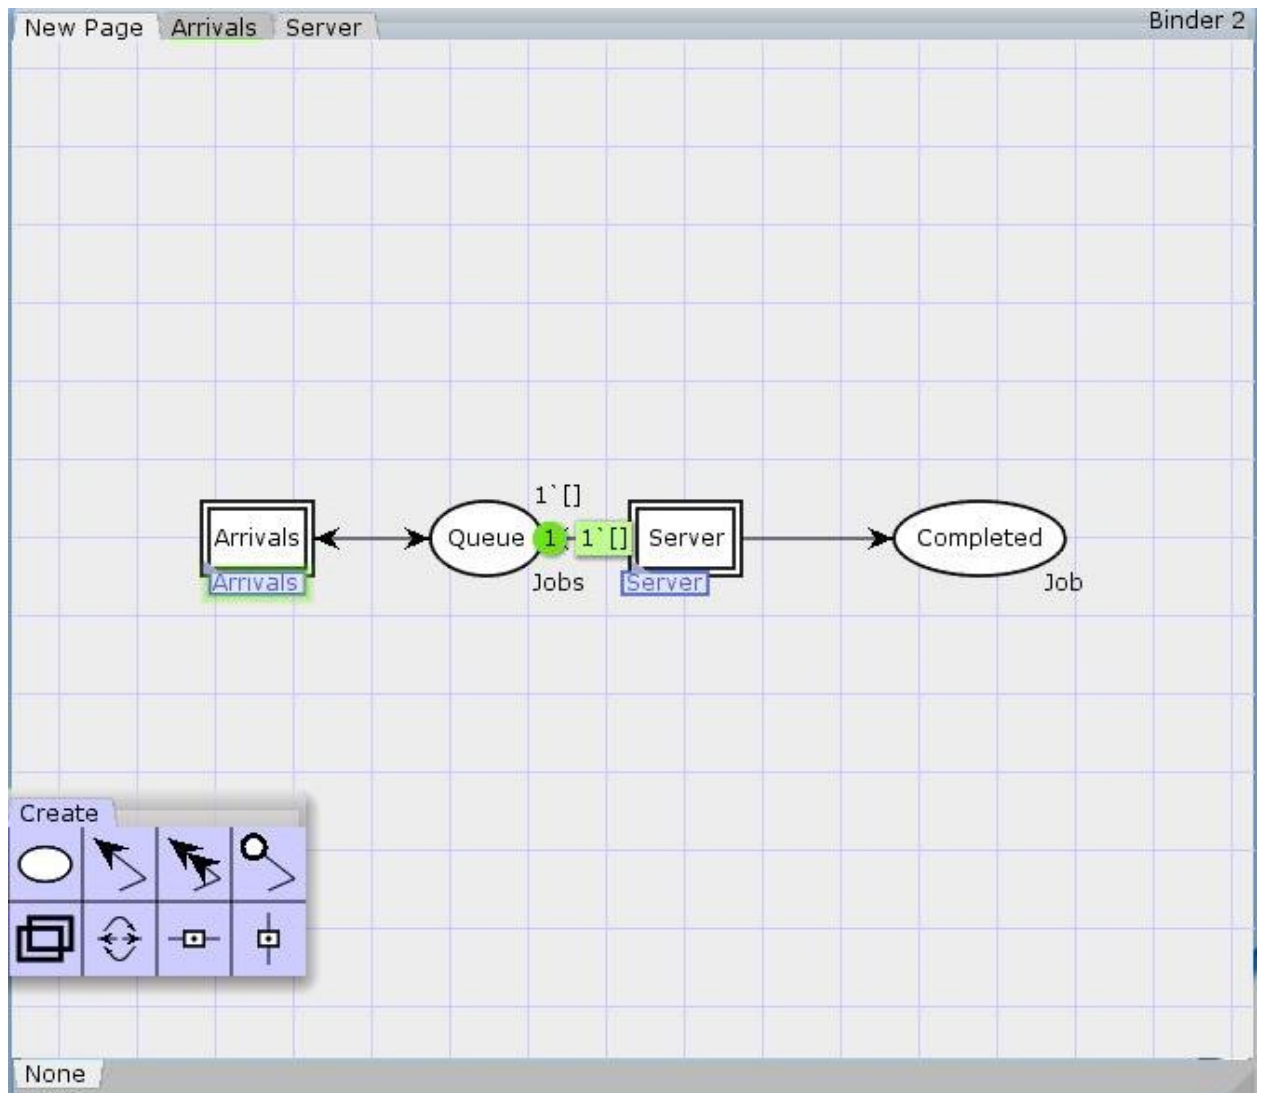 New Page Arrivals Server Binder 2
1`[]
Arrivals Queue 1 1`[] Server Completed
Arrivals Jobs Server Job
Create
None